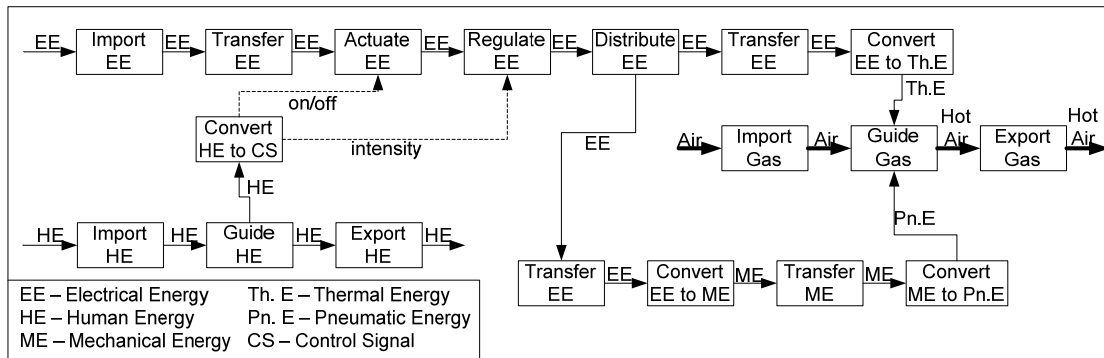 EE
Import
EE
EE
Transfer
EE
EE
Actuate
EE
EE
Regulate
EE
EE
Distribute
EE
EE
Transfer
EE
EE
Convert
EE to Th.E
on/off
Th.E
Convert
HE to CS
intensity
EE
Air
Import
Gas
Air
Guide
Gas
Hot
Air
Export
Gas
Hot
Air
HE
Pn.E
HE
Import
HE
HE
Guide
HE
HE
Export
HE
HE
Transfer
EE
EE
Convert
EE to ME
ME
Transfer
ME
ME
Convert
ME to Pn.E
EE – Electrical Energy
Th. E – Thermal Energy
HE – Human Energy
Pn. E – Pneumatic Energy
ME – Mechanical Energy
CS – Control Signal